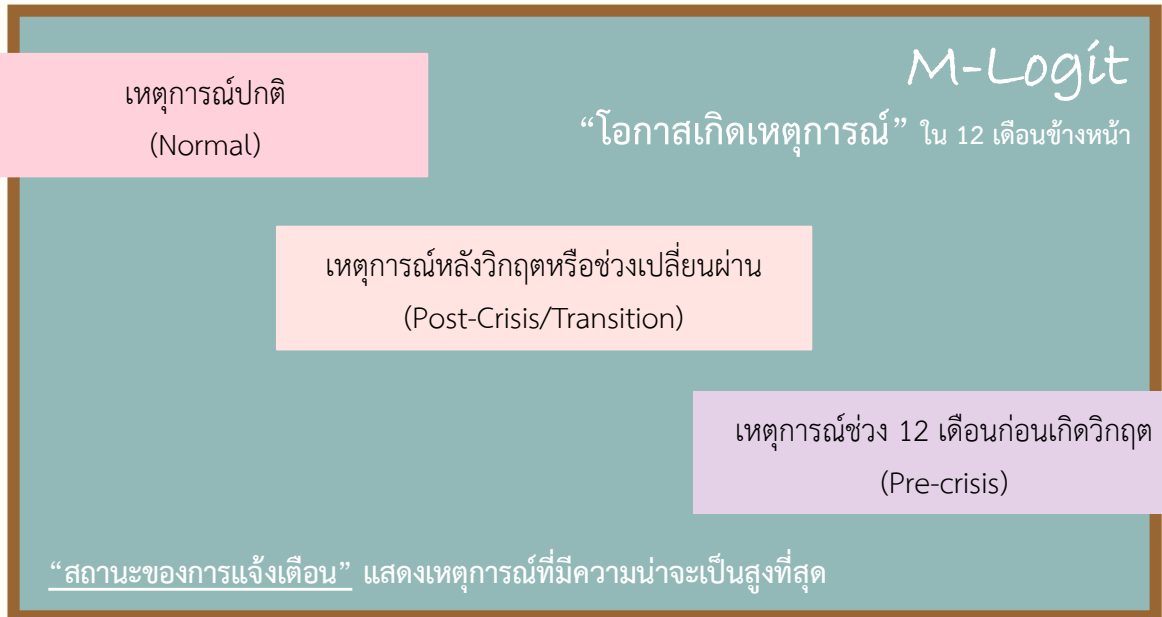 M-Logit
“โอกาสเกิดเหตุการณ์” ใน 12 เดือนข้างหน้า
เหตุการณ์ปกติ
(Normal)
เหตุการณ์หลังวิกฤตหรือช่วงเปลี่ยนผ่าน
(Post-Crisis/Transition)
เหตุการณ์ช่วง 12 เดือนก่อนเกิดวิกฤต
(Pre-crisis)
“สถานะของการแจ้งเตือน” แสดงเหตุการณ์ที่มีความน่าจะเป็นสูงที่สุด